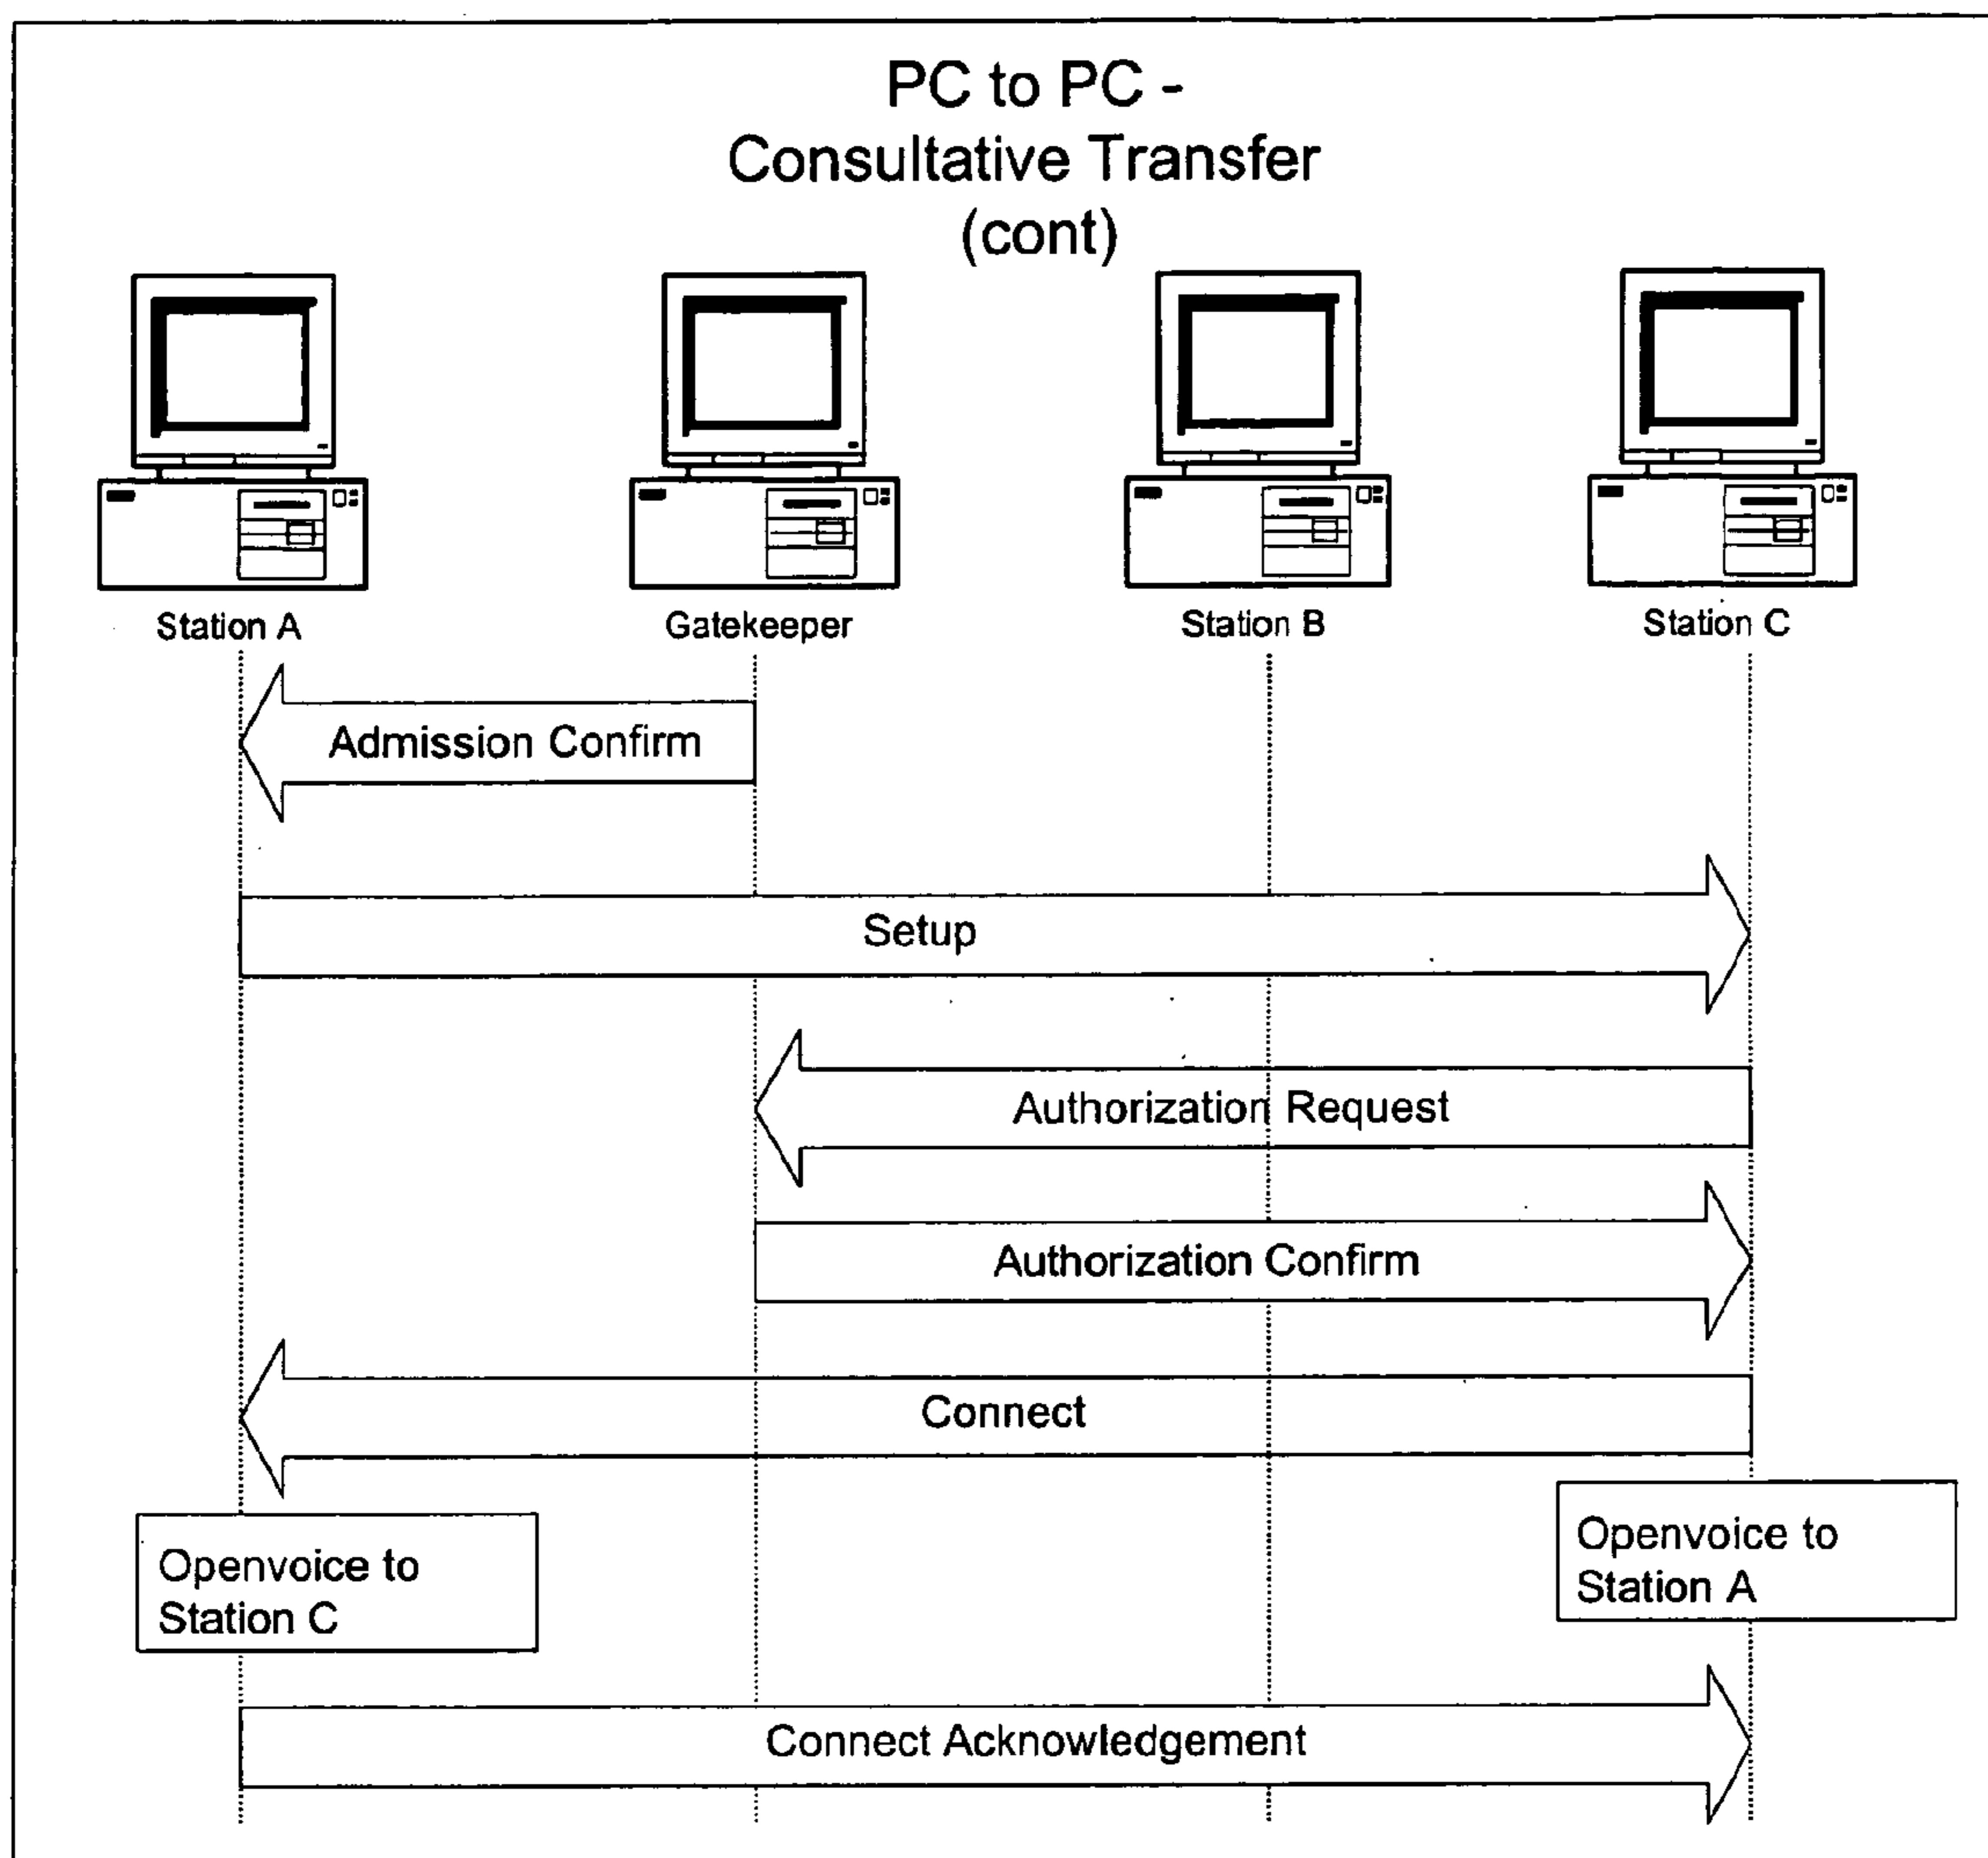 PC to PC -
Consultative Transfer
(cont)
Station A
Gatekeeper
Station B
Station C
Admission Confirm
Setup
Authorization Request
Authorization Confirm
Connect
Openvoice to
Station C
Openvoice to
Station A
Connect Acknowledgement